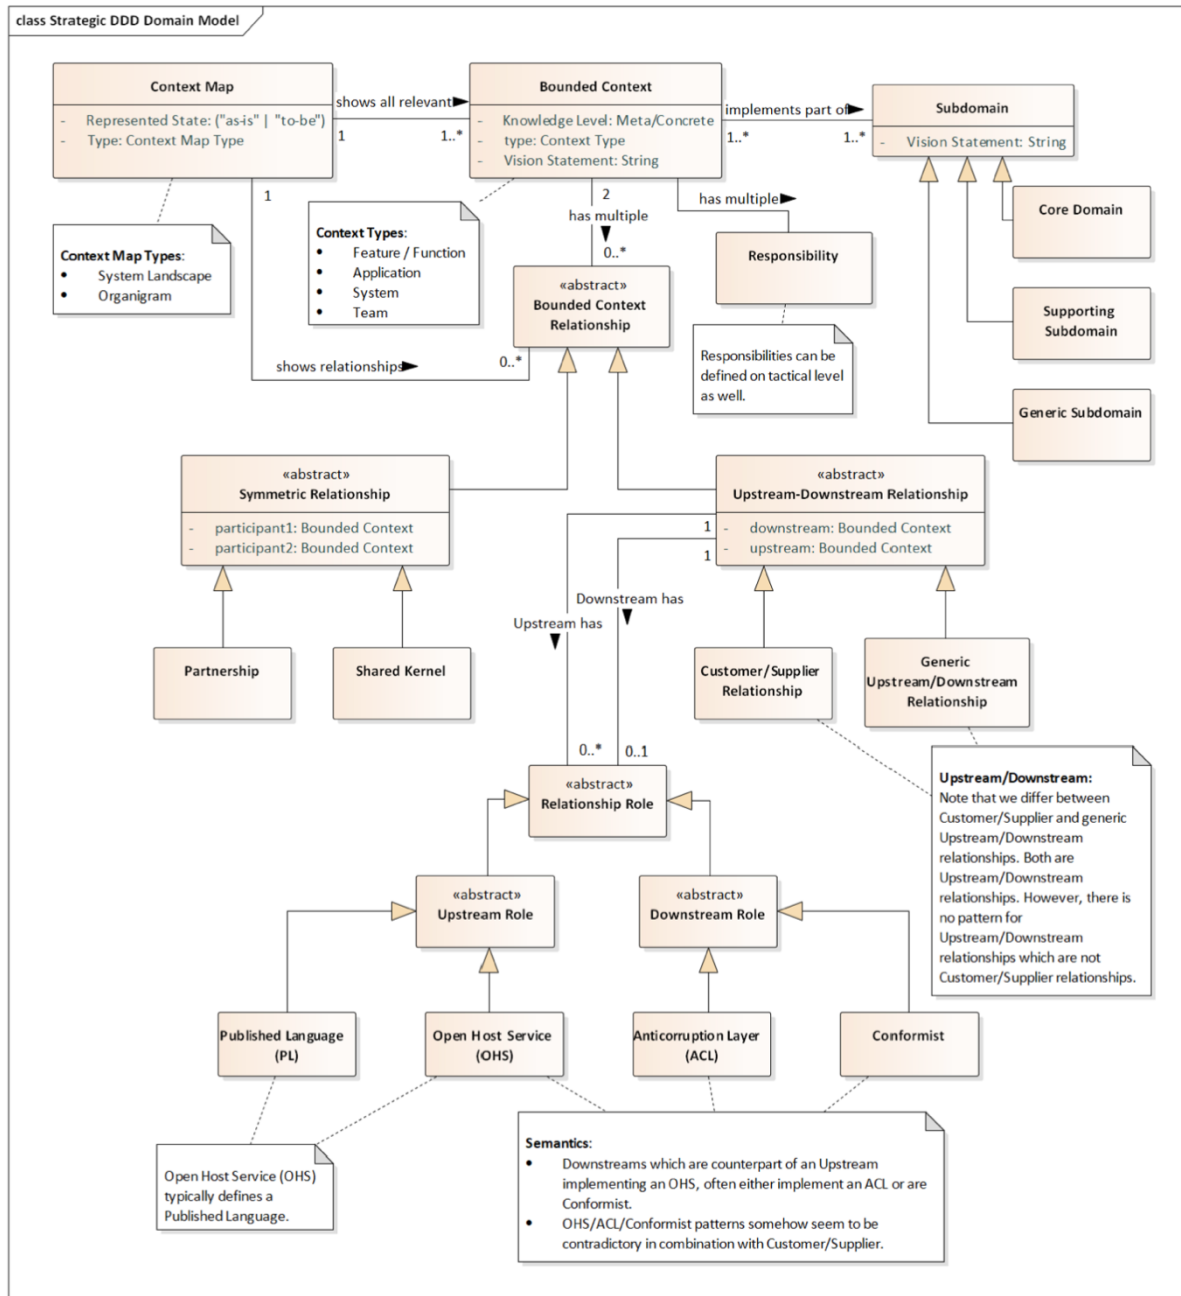 class Strategic DDD Domain Model
Context Map
- Represented State: ("as-is" | "to-be")
- Type: Context Map Type
shows all relevant
1
1..*
Bounded Context
- Knowledge Level: Meta/Concrete
- type: Context Type
- Vision Statement: String
implements part of
1..*
1..*
Subdomain
- Vision Statement: String
1
2
has multiple
0..*
has multiple
Core Domain
Supporting
Subdomain
Generic Subdomain
Context Map Types:
• System Landscape
• Organigram
Context Types:
• Feature / Function
• Application
• System
• Team
Responsibility
Responsibilities can be
defined on tactical level
as well.
«abstract»
Bounded Context
Relationship
shows relationships
0..*
«abstract»
Symmetric Relationship
- participant1: Bounded Context
- participant2: Bounded Context
«abstract»
Upstream-Downstream Relationship
- downstream: Bounded Context
- upstream: Bounded Context
1
1
Downstream has
Upstream has
Partnership
Shared Kernel
Customer/Supplier
Relationship
Generic
Upstream/Downstream
Relationship
0..*
0..1
«abstract»
Relationship Role
Upstream/Downstream:
Note that we differ between
Customer/Supplier and generic
Upstream/Downstream
relationships. Both are
Upstream/Downstream
relationships. However, there is
no pattern for
Upstream/Downstream
relationships which are not
Customer/Supplier relationships.
«abstract»
Upstream Role
«abstract»
Downstream Role
Published Language
(PL)
Open Host Service
(OHS)
Anticorruption Layer
(ACL)
Conformist
Open Host Service (OHS)
typically defines a
Published Language.
Semantics:
• Downstreams which are counterpart of an Upstream
implementing an OHS, often either implement an ACL or are
Conformist.
• OHS/ACL/Conformist patterns somehow seem to be
contradictory in combination with Customer/Supplier.